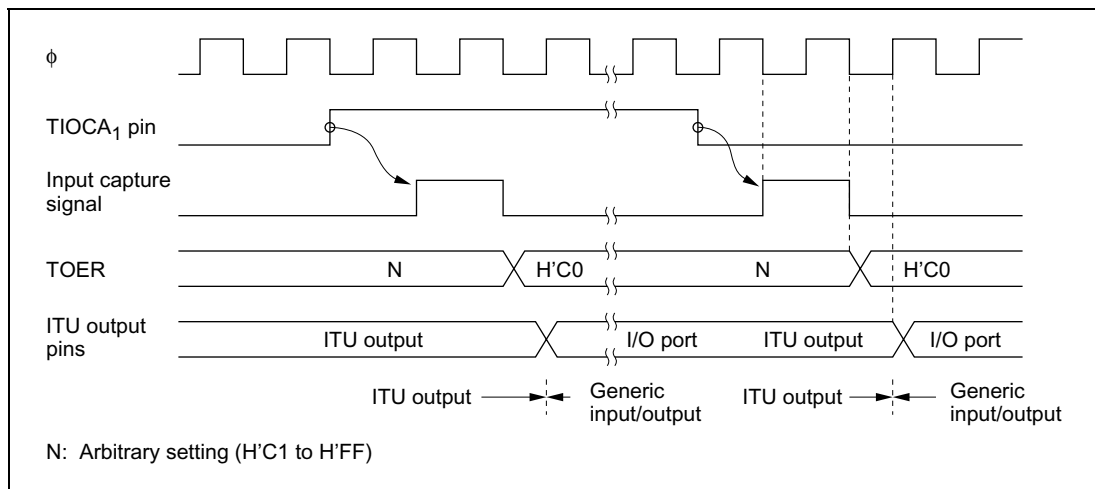 ϕ
TIOCA1 pin
Input capture
signal
TOER
N
H'C0
N
H'C0
ITU output
pins
ITU output
I/O port
ITU output
I/O port
ITU output
Generic
input/output
ITU output
Generic
input/output
N: Arbitrary setting (H'C1 to H'FF)